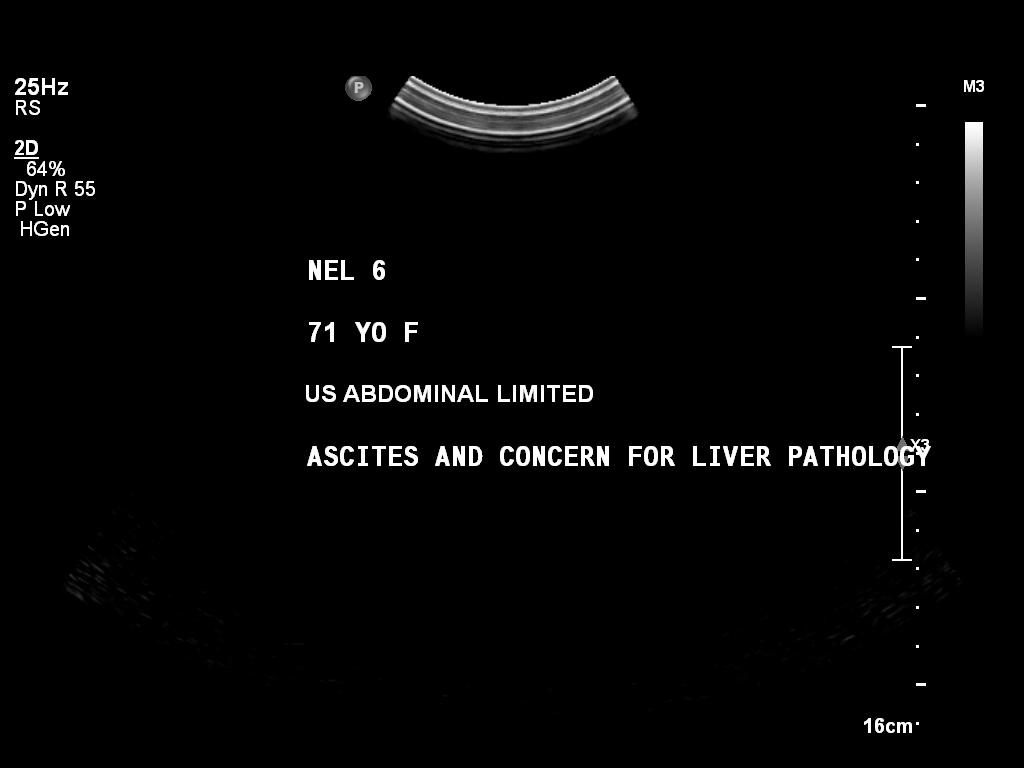 25Hz
RS
P
M3
2D
64%
Dyn R 55
P Low
HGen
NEL 6
71 YO F
US ABDOMINAL LIMITED
X3
ASCITES AND CONCERN FOR LIVER PATHOLOGY
16cm